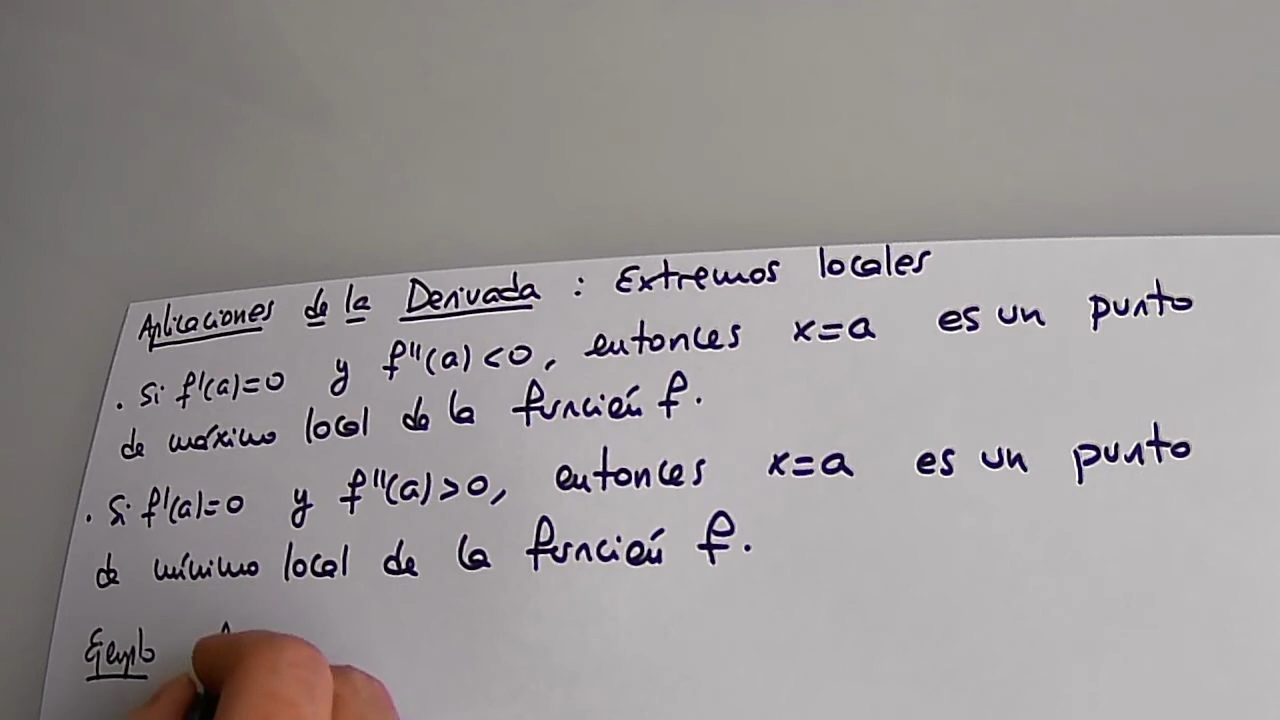 Aplicaciones de la Derivada : Extremos locales
. Si f'(a)=0 y f''(a)<0, entonces x=a es un punto
de máximo local de la función f.
. Si f'(a)=0 y f''(a)>0, entonces x=a es un punto
de mínimo local de la función f.
Ejemplo